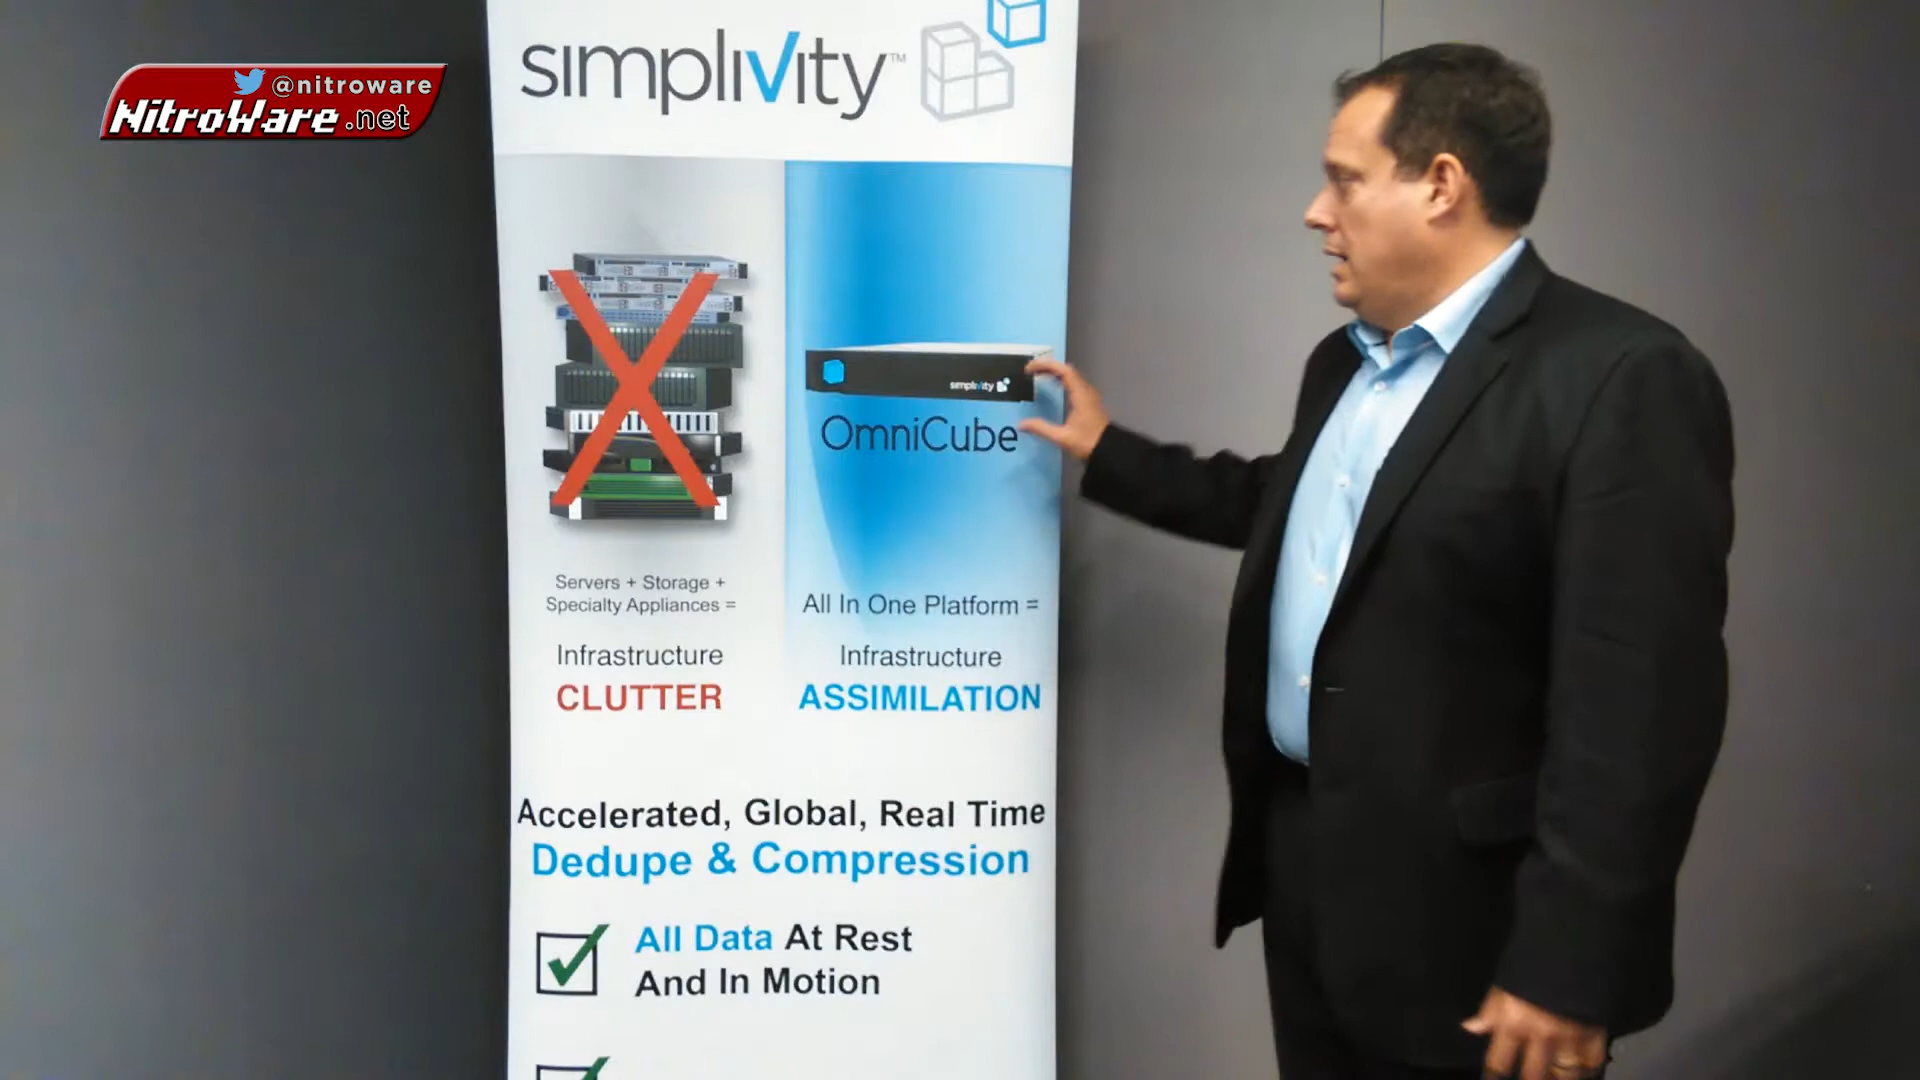 @nitroware
NitroWare.net
simplivity™
simplivity
OmniCube
Servers + Storage +
Specialty Appliances =
Infrastructure
CLUTTER
All In One Platform =
Infrastructure
ASSIMILATION
Accelerated, Global, Real Time
Dedupe & Compression
All Data At Rest
And In Motion